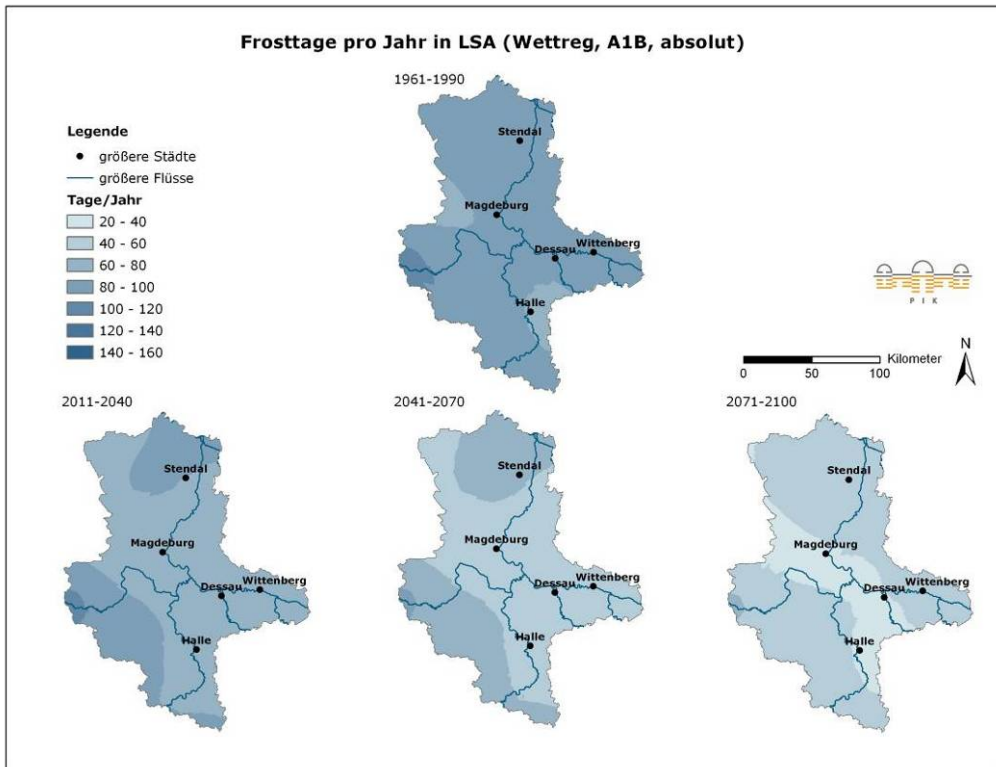 Frosttage pro Jahr in LSA (Wettreg, A1B, absolut)
1961-1990
Legende
größere Städte
größere Flüsse
Tage/Jahr
20 - 40
40 - 60
60 - 80
80 - 100
100 - 120
120 - 140
140 - 160
Stendal
Magdeburg
Dessau
Wittenberg
Halle
P I K
N
Kilometer
0 50 100
2011-2040
Stendal
Magdeburg
Dessau
Wittenberg
Halle
2041-2070
Stendal
Magdeburg
Dessau
Wittenberg
Halle
2071-2100
Stendal
Magdeburg
Dessau
Wittenberg
Halle